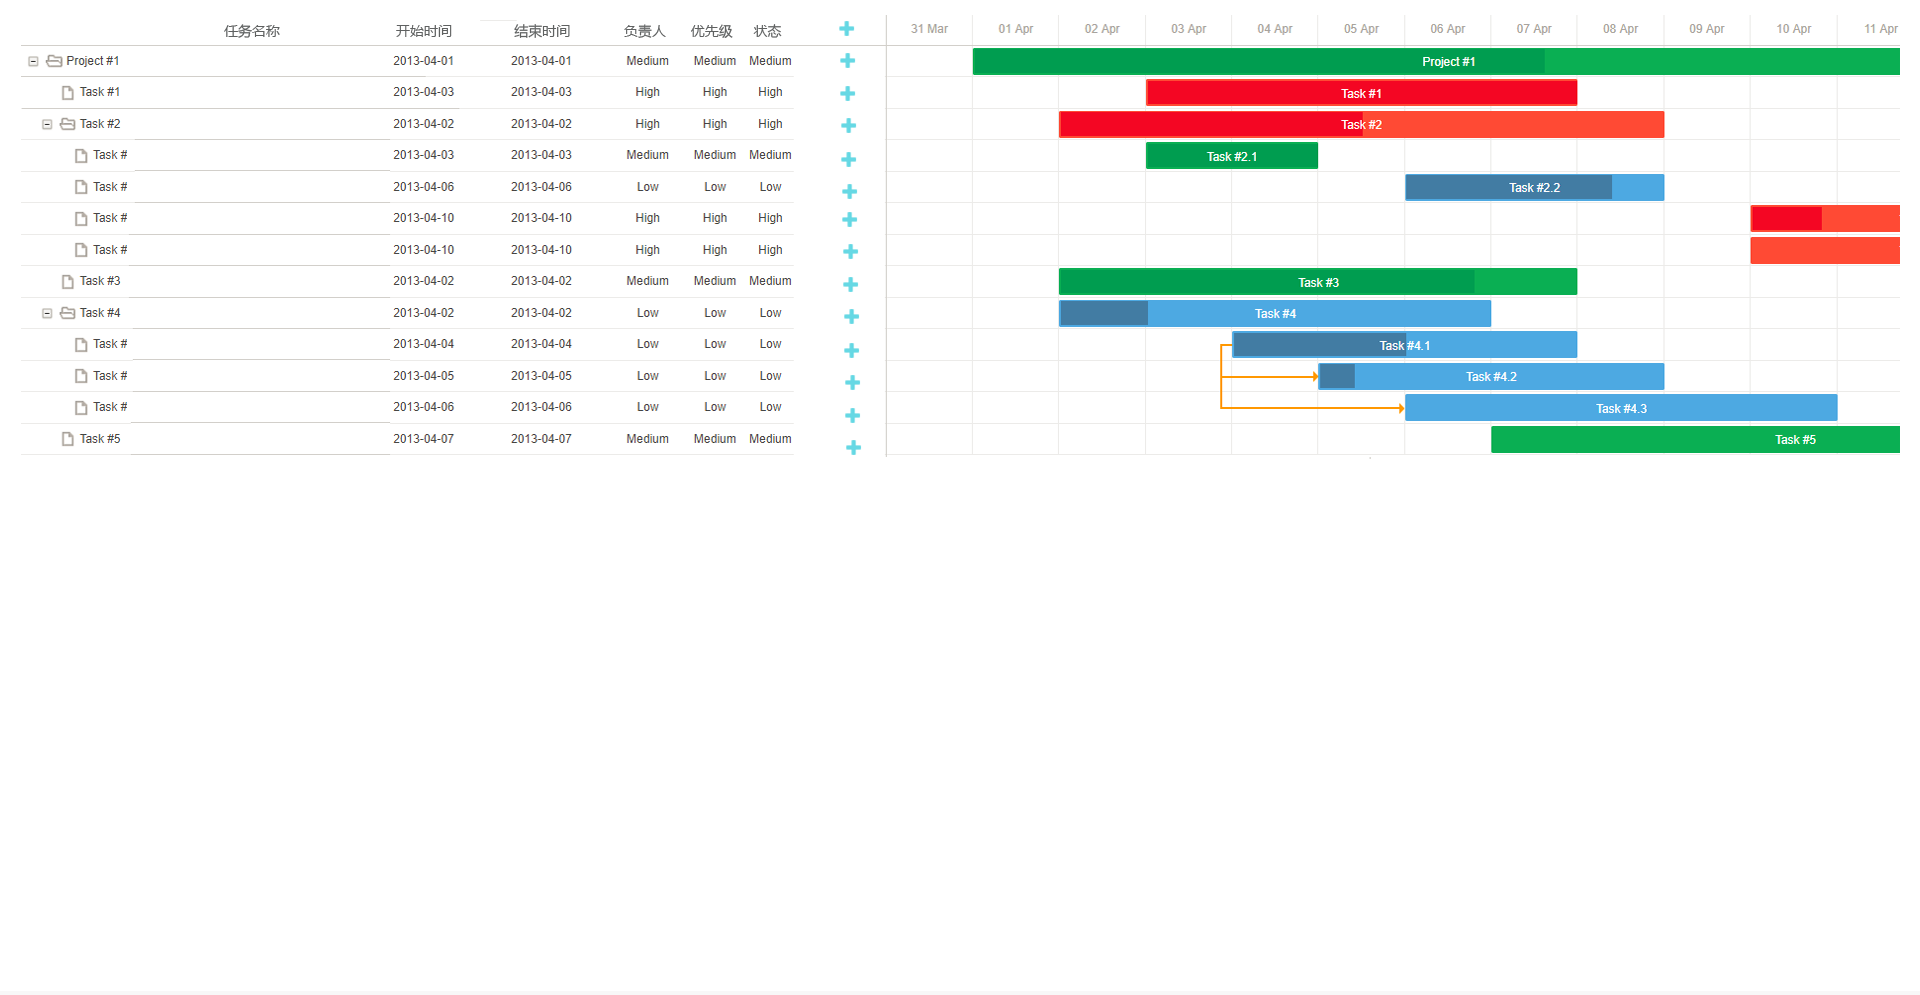 任务名称 开始时间 结束时间 负责人 优先级 状态 31 Mar 01 Apr 02 Apr 03 Apr 04 Apr 05 Apr 06 Apr 07 Apr 08 Apr 09 Apr 10 Apr 11 Apr
Project #1 2013-04-01 2013-04-01 Medium Medium Medium Project #1
Task #1 2013-04-03 2013-04-03 High High High Task #1
Task #2 2013-04-02 2013-04-02 High High High Task #2
Task # 2013-04-03 2013-04-03 Medium Medium Medium Task #2.1
Task # 2013-04-06 2013-04-06 Low Low Low Task #2.2
Task # 2013-04-10 2013-04-10 High High High
Task # 2013-04-10 2013-04-10 High High High
Task #3 2013-04-02 2013-04-02 Medium Medium Medium Task #3
Task #4 2013-04-02 2013-04-02 Low Low Low Task #4
Task # 2013-04-04 2013-04-04 Low Low Low Task #4.1
Task # 2013-04-05 2013-04-05 Low Low Low Task #4.2
Task # 2013-04-06 2013-04-06 Low Low Low Task #4.3
Task #5 2013-04-07 2013-04-07 Medium Medium Medium Task #5